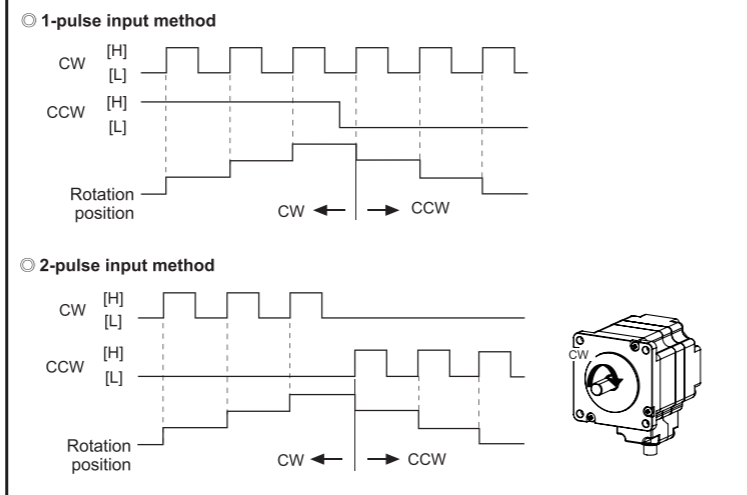 ◎ 1-pulse input method
CW [H]
[L]
CCW [H]
[L]
Rotation
position
CW CCW
◎ 2-pulse input method
CW [H]
[L]
CCW [H]
[L]
Rotation
position
CW CCW
CW